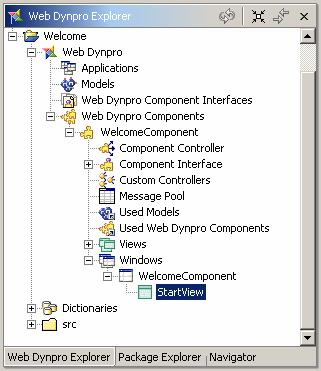 Web Dynpro Explorer
Welcome
Web Dynpro
Applications
Models
Web Dynpro Component Interfaces
Web Dynpro Components
WelcomeComponent
Component Controller
Component Interface
Custom Controllers
Message Pool
Used Models
Used Web Dynpro Components
Views
Windows
WelcomeComponent
StartView
Dictionaries
src
Web Dynpro Explorer Package Explorer Navigator